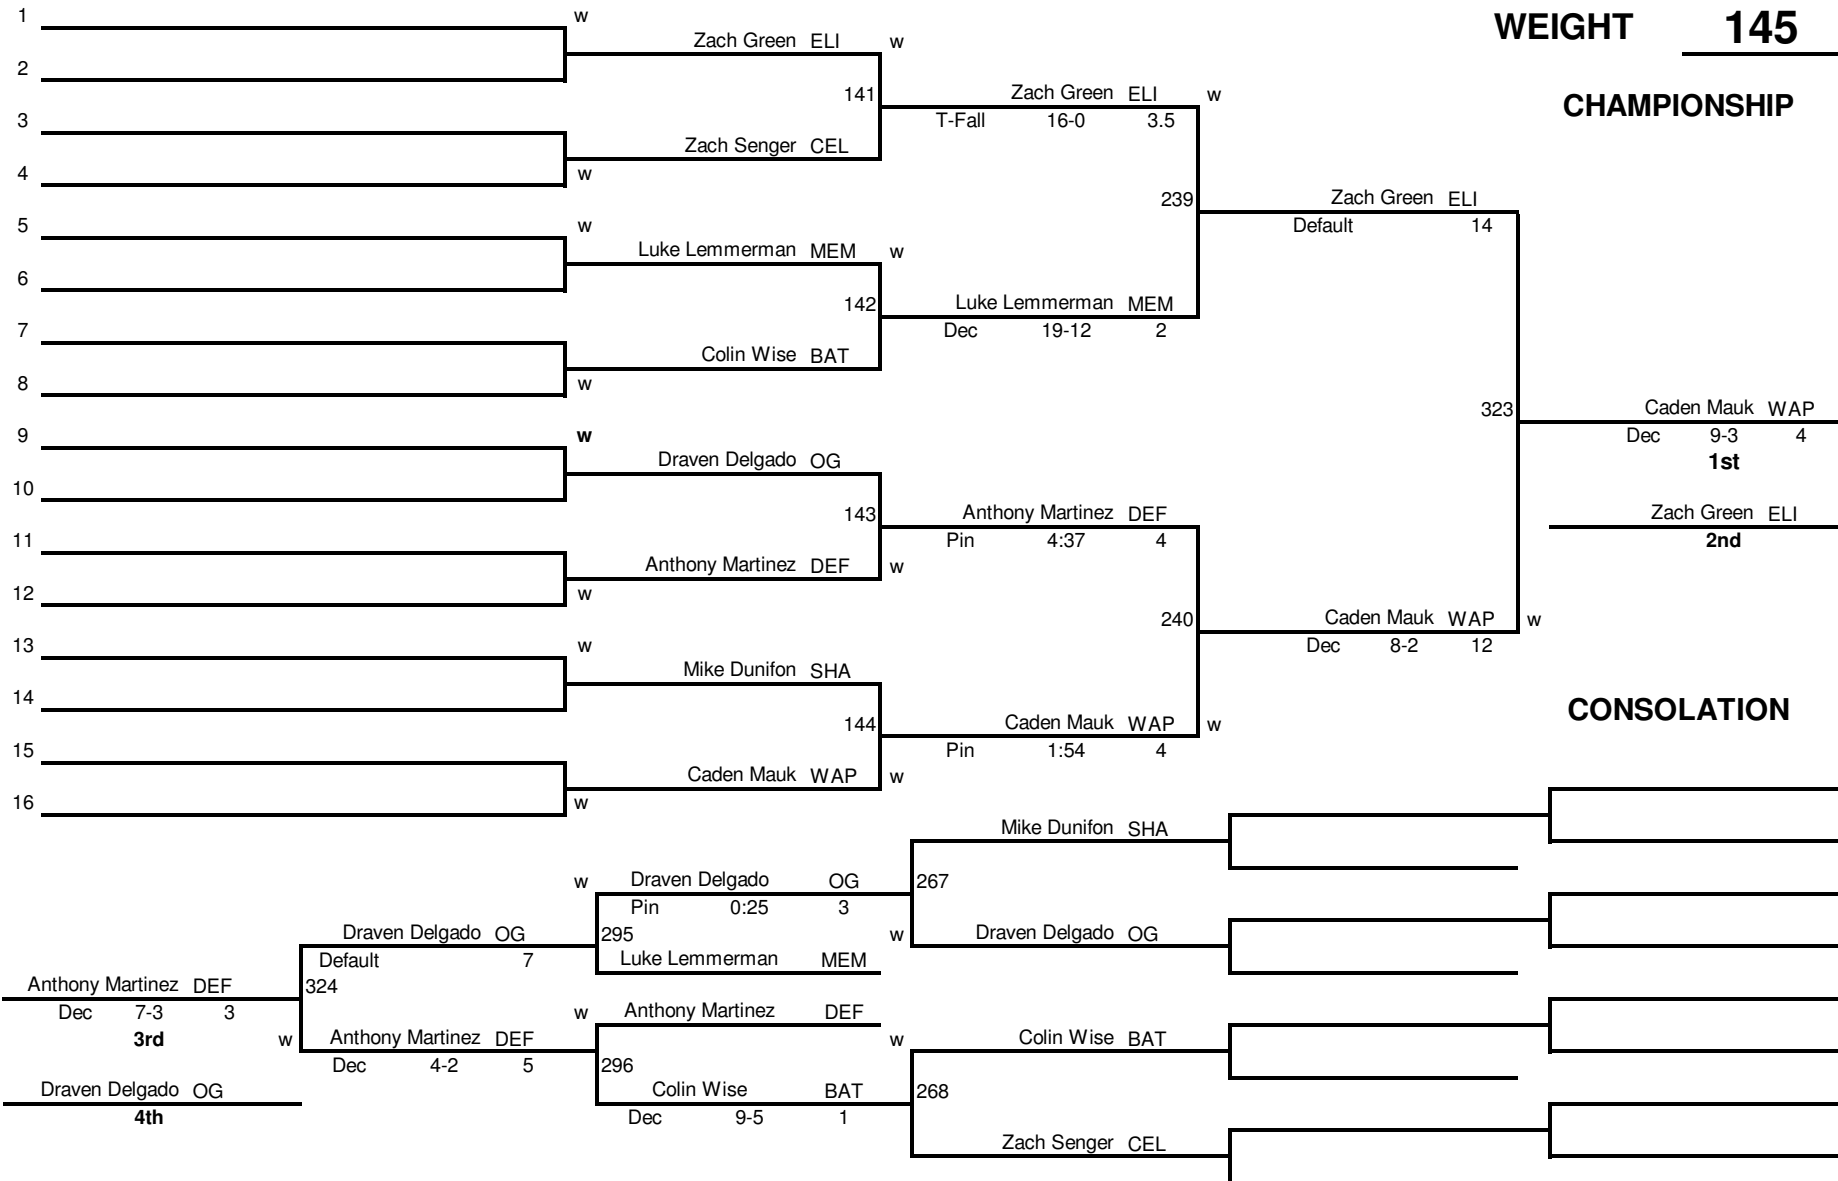 1 w WEIGHT 145
Zach Green ELI w
2
141 Zach Green ELI w
CHAMPIONSHIP
3 T-Fall 16-0 3.5
Zach Senger CEL
4 w
239 Zach Green ELI
5 w Default 14
Luke Lemmerman MEM w
6
142 Luke Lemmerman MEM
7 Dec 19-12 2
Colin Wise BAT
8 w
323 Caden Mauk WAP
9 w Dec 9-3 4
Draven Delgado OG 1st
10
143 Anthony Martinez DEF Zach Green ELI
11 Pin 4:37 4 2nd
Anthony Martinez DEF w
12 w
240 Caden Mauk WAP w
13 w Dec 8-2 12
Mike Dunifon SHA
14
CONSOLATION
144 Caden Mauk WAP w
15 Pin 1:54 4
Caden Mauk WAP w
16 w
Mike Dunifon SHA
w Draven Delgado OG 267
Pin 0:25 3
Draven Delgado OG 295 w Draven Delgado OG
Default 7 Luke Lemmerman MEM
Anthony Martinez DEF 324
Dec 7-3 3 w Anthony Martinez DEF
3rd w Anthony Martinez DEF w Colin Wise BAT
Dec 4-2 5 296
Draven Delgado OG Colin Wise BAT 268
4th Dec 9-5 1
Zach Senger CEL